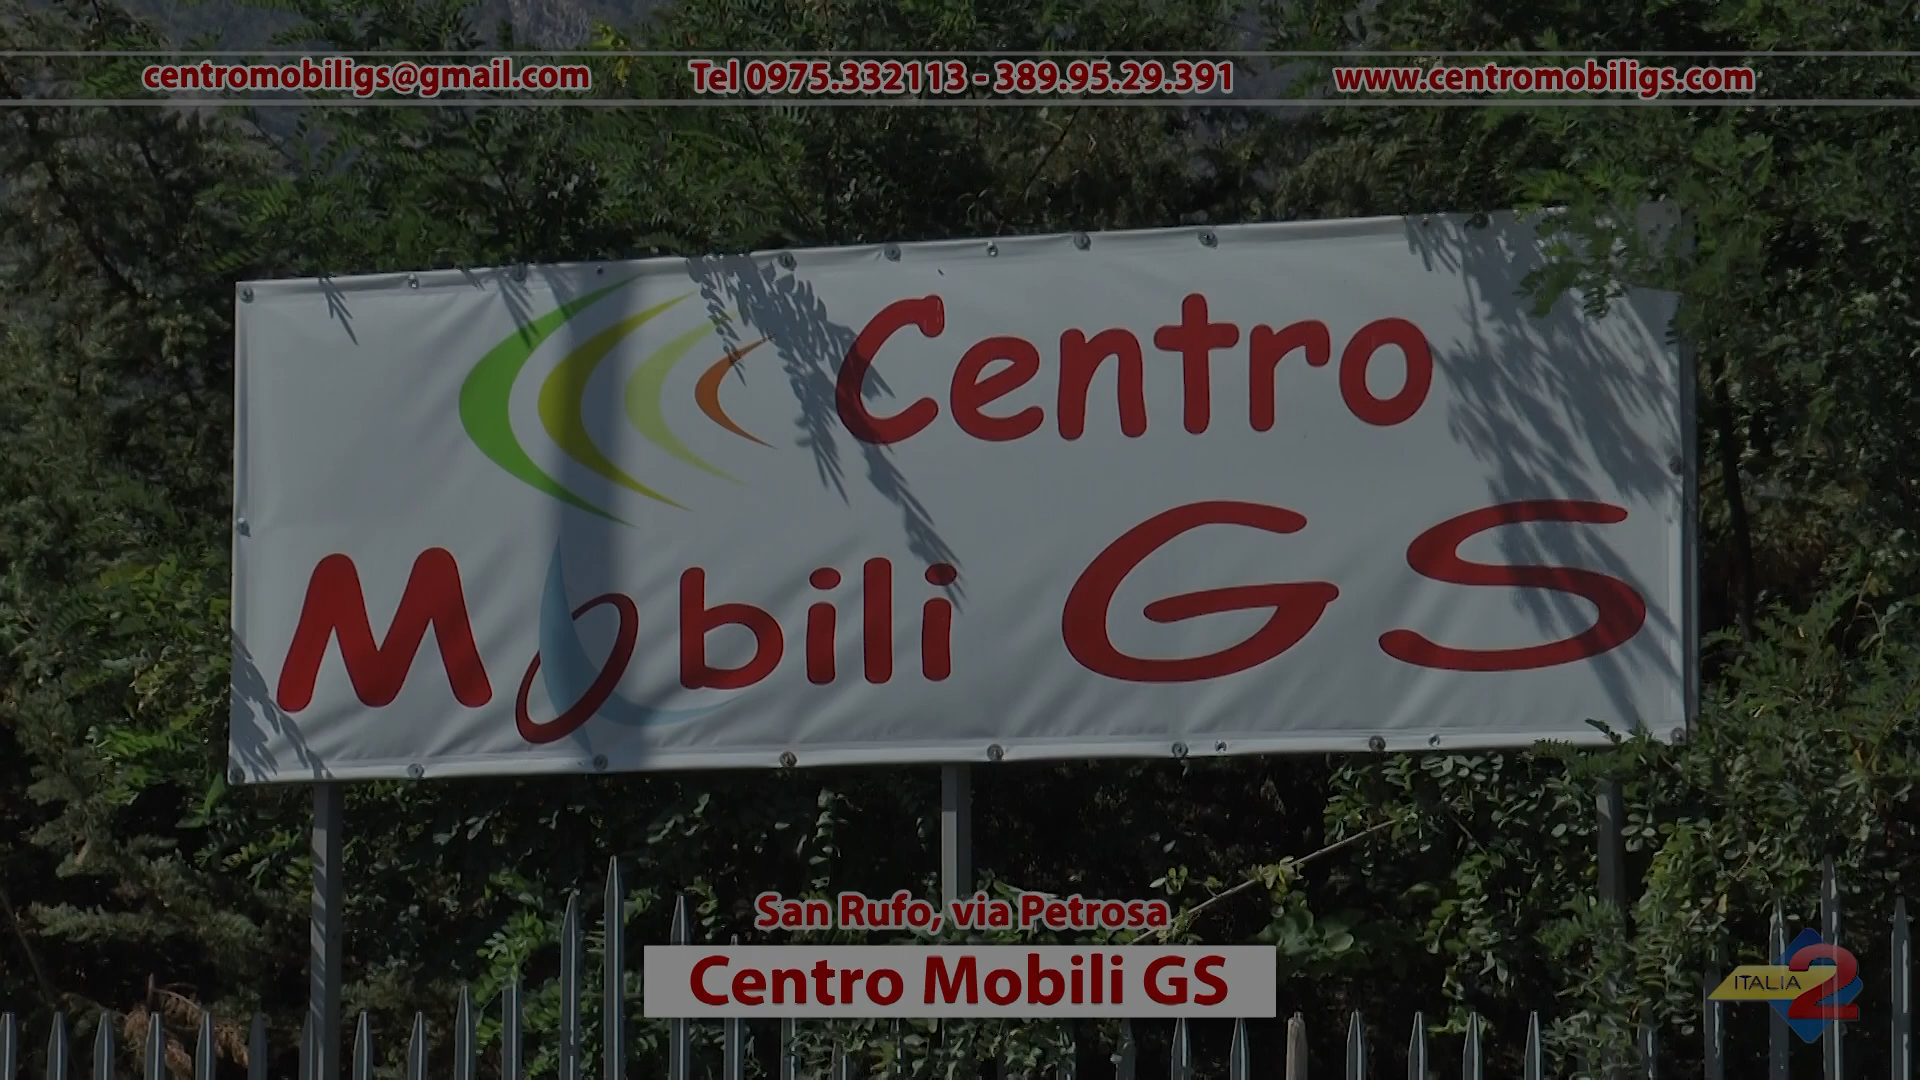 centromobiligs@gmail.com Tel 0975.332113 - 389.95.29.391 www.centromobiligs.com
Centro
Mobili GS
San Rufo, via Petrosa
Centro Mobili GS
ITALIA 2